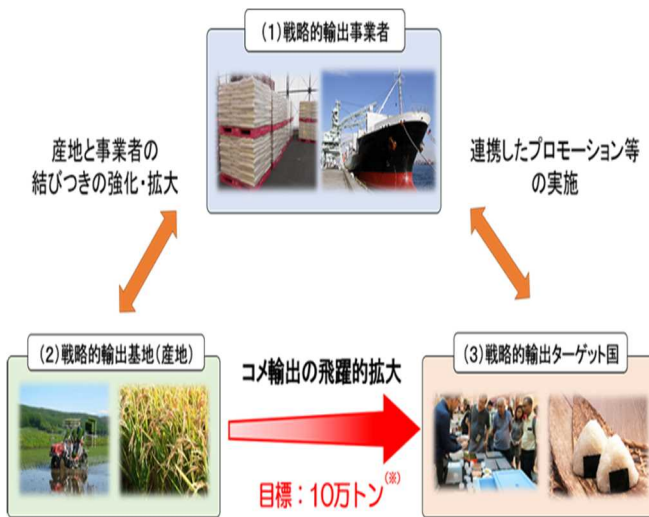 (1)戦略的輸出事業者
産地と事業者の
結びつきの強化・拡大
連携したプロモーション等
の実施
(2)戦略的輸出基地(産地)
コメ輸出の飛躍的拡大
(3)戦略的輸出ターゲット国
目標：10万トン(※)